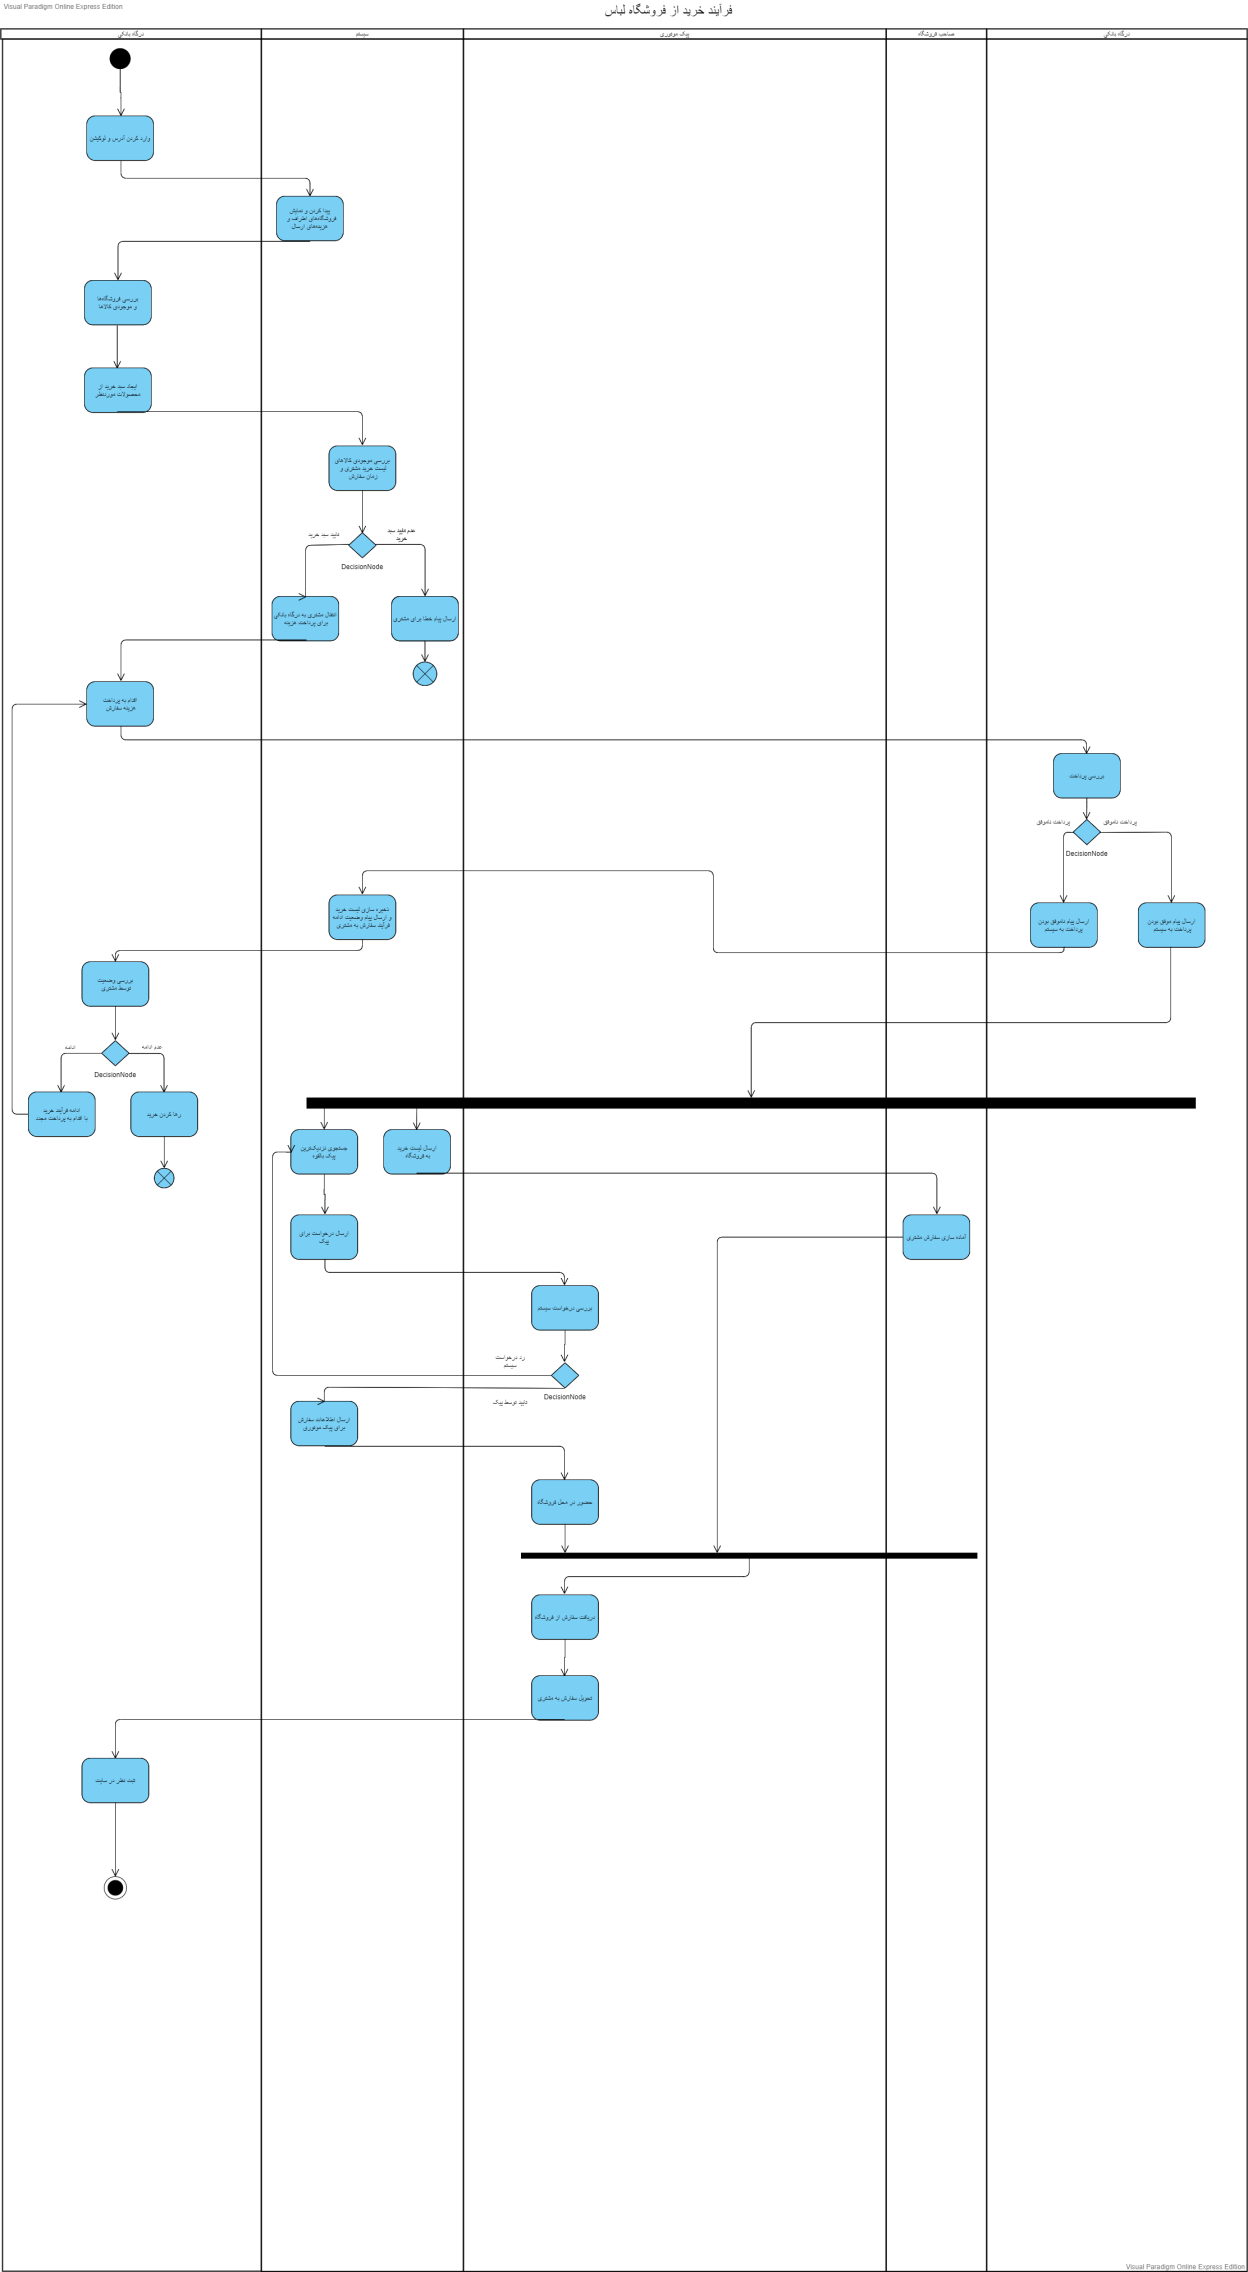 Visual Paradigm Online Express Edition
فرآیند خرید از فروشگاه لباس
درگاه بانکی
سیستم
پیک موتوری
صاحب فروشگاه
درگاه بانکی
وارد کردن آدرس و لوکیشن
پیدا کردن و نمایش
فروشگاه‌های اطراف و
هزینه‌های ارسال
بررسی فروشگاه‌ها
و موجودی کالاها
ایجاد سبد خرید از
محصولات موردنظر
بررسی موجودی کالاهای
لیست خرید مشتری و
زمان سفارش
تایید سبد خرید
عدم تایید سبد
خرید
DecisionNode
انتقال مشتری به درگاه بانکی
برای پرداخت هزینه
ارسال پیام خطا برای مشتری
اقدام به پرداخت
هزینه سفارش
بررسی پرداخت
پرداخت ناموفق
پرداخت ناموفق
DecisionNode
ذخیره سازی لیست خرید
و ارسال پیام وضعیت ادامه
فرآیند سفارش به مشتری
ارسال پیام ناموفق بودن
پرداخت به سیستم
ارسال پیام موفق بودن
پرداخت به سیستم
بررسی وضعیت
توسط مشتری
ادامه
عدم ادامه
DecisionNode
ادامه فرآیند خرید
با اقدام به پرداخت مجدد
رها کردن خرید
جستجوی نزدیک‌ترین
پیک بالقوه
ارسال لیست خرید
به فروشگاه
ارسال درخواست برای
پیک
آماده سازی سفارش مشتری
بررسی درخواست سیستم
رد درخواست
سیستم
DecisionNode
تایید توسط پیک
ارسال اطلاعات سفارش
برای پیک موتوری
حضور در محل فروشگاه
دریافت سفارش از فروشگاه
تحویل سفارش به مشتری
ثبت نظر در سایت
Visual Paradigm Online Express Edition